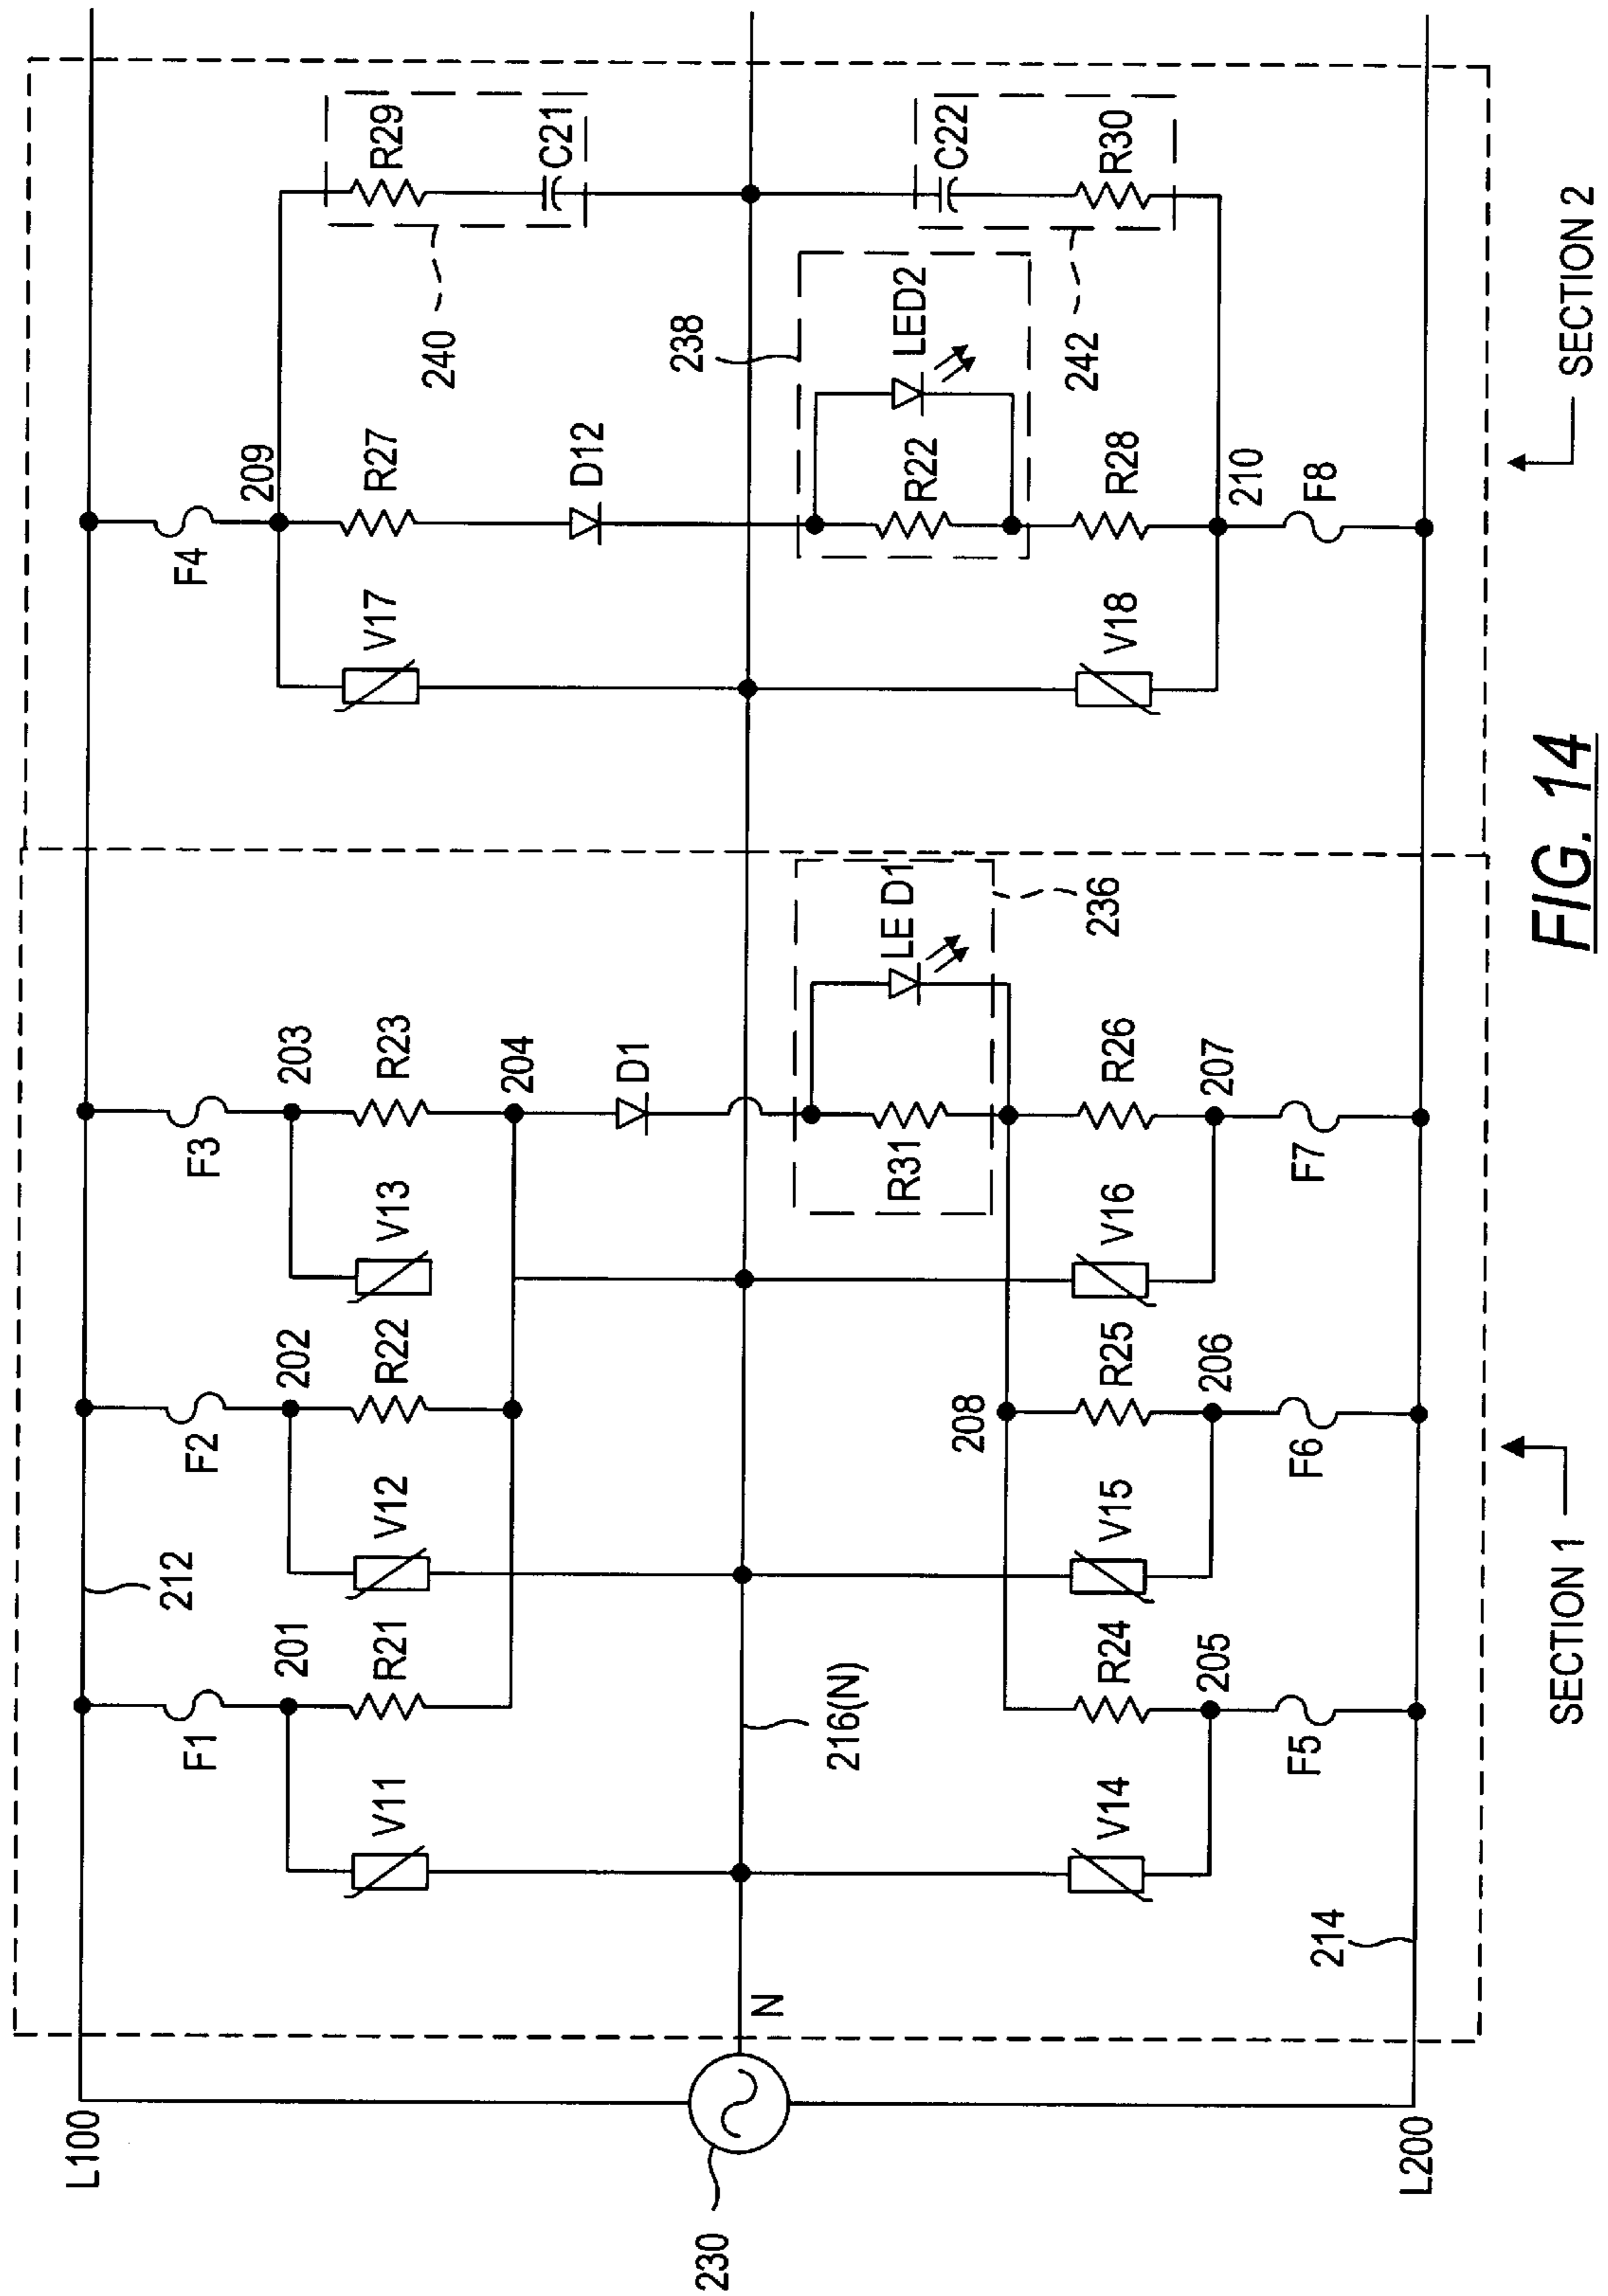 L100
L200
230
N
212
214
216(N)
F1
201
R21
V11
F2
202
R22
V12
F3
203
R23
V13
204
D1
236
LE D1
R31
208
R24
205
V14
F5
R25
206
V15
F6
R26
207
V16
F7
F4
209
R27
V17
D12
R29
C21
240
238
LED2
R22
C22
R30
242
R28
V18
210
F8
SECTION 1
SECTION 2
FIG. 14